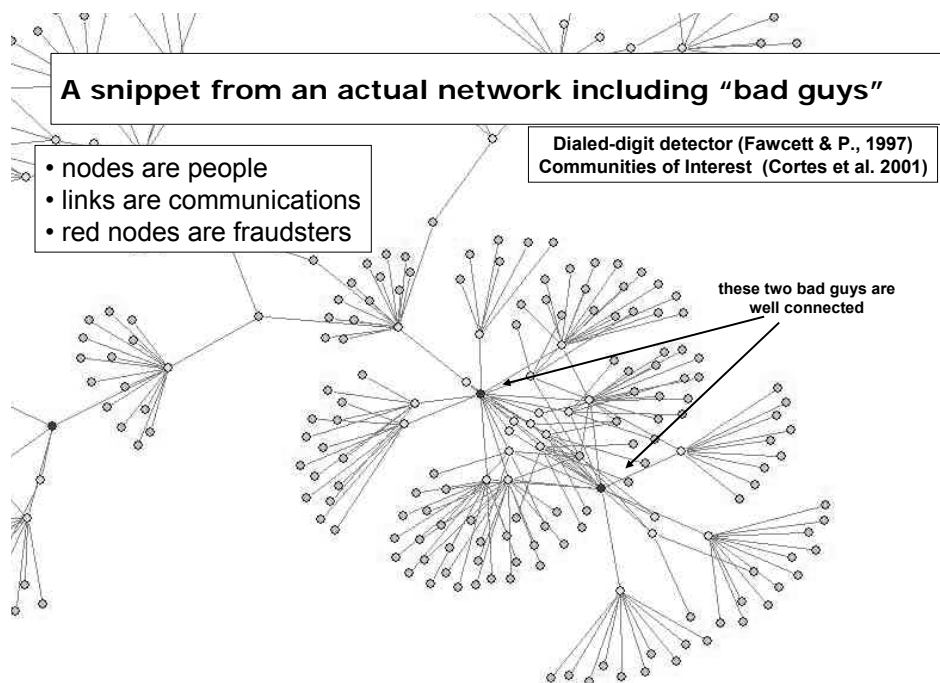 A snippet from an actual network including “bad guys”
Dialed-digit detector (Fawcett & P., 1997)
Communities of Interest (Cortes et al. 2001)
• nodes are people
• links are communications
• red nodes are fraudsters
these two bad guys are
well connected